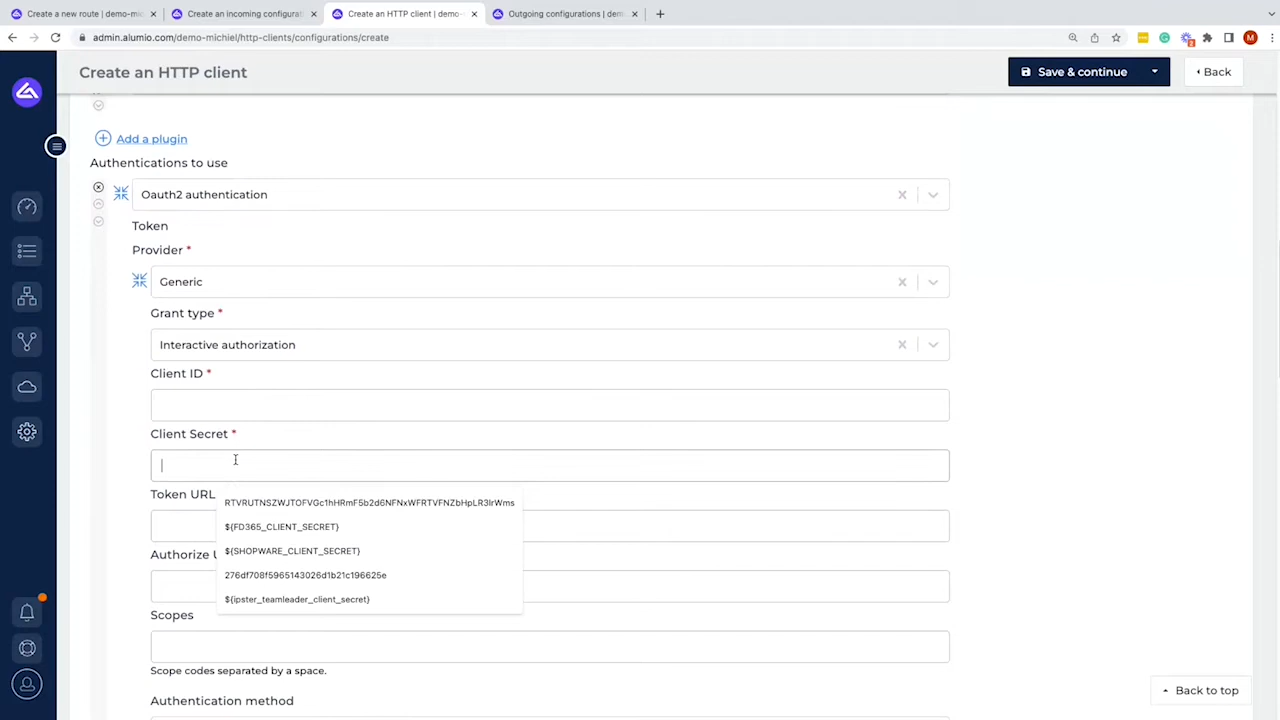 Create a new route | demo-mic
Create an incoming configurat
Create an HTTP client | demo-
Outgoing configurations | dem
admin.alumio.com/demo-michiel/http-clients/configurations/create
M
Create an HTTP client
Save & continue
Back
Add a plugin
Authentications to use
Oauth2 authentication
Token
Provider *
Generic
Grant type *
Interactive authorization
Client ID *
Client Secret *
Token URL
RTVRUTNSZWJTOFVGc1hHRmF5b2d6NFNxWFRTVFNZbHpLR3lrWms
${FD365_CLIENT_SECRET}
${SHOPWARE_CLIENT_SECRET}
Authorize U
276df708f5965143026d1b21c196625e
${ipster_teamleader_client_secret}
Scopes
Scope codes separated by a space.
Authentication method
Back to top